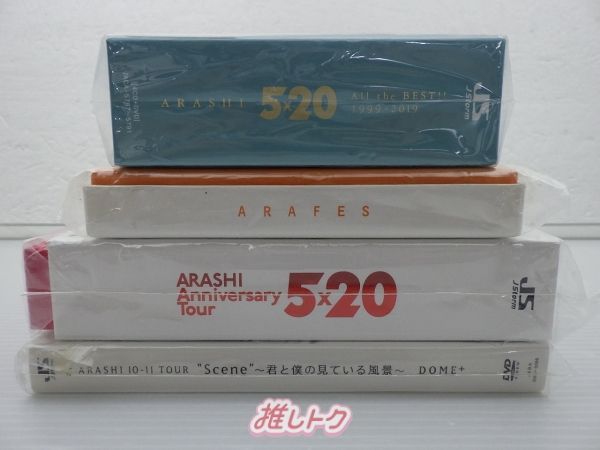 ARASHI 5×20 All the BEST!! 1999-2019
JStorm
ARAFES
ARASHI Anniversary Tour 5×20
JStorm
ARASHI 10-11 TOUR "Scene"～君と僕の見ている風景～ DOME+
DVD
推しトク